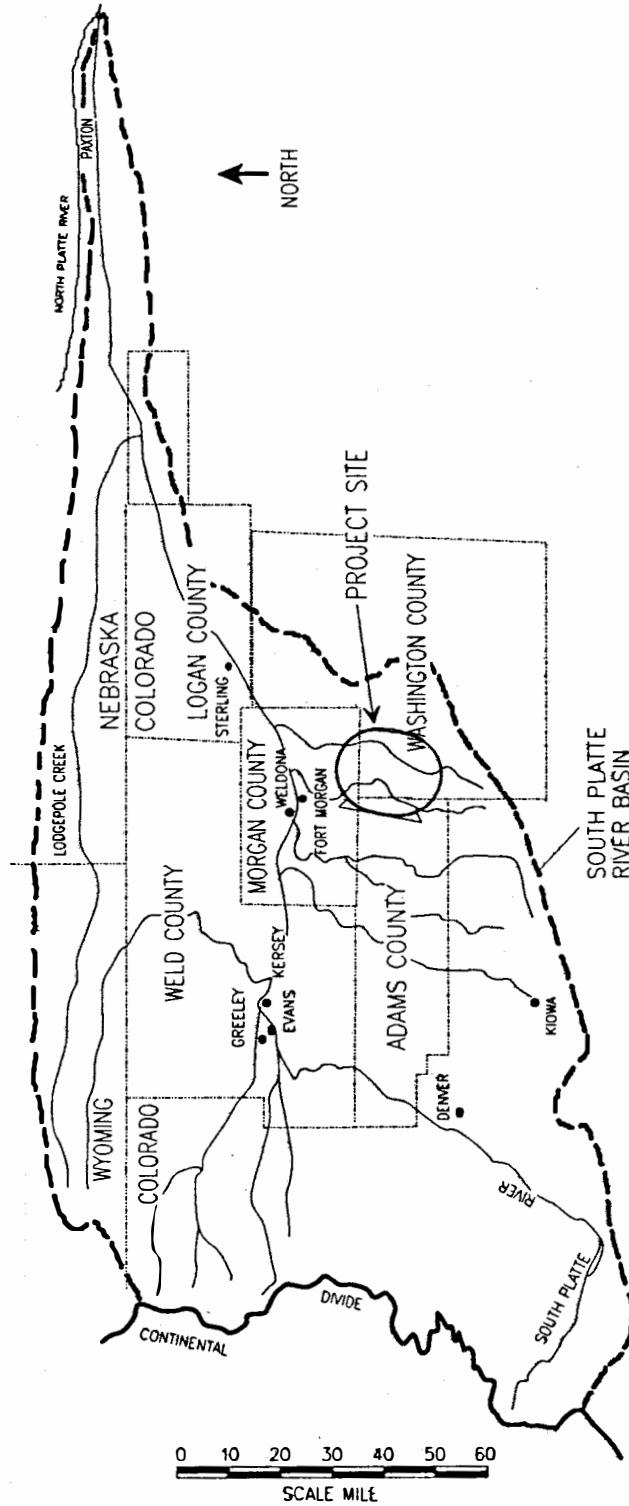 NORTH PLATTE RIVER
PAXTON
NORTH
LODGEPOLE CREEK
NEBRASKA
COLORADO
WYOMING
COLORADO
LOGAN COUNTY
STERLING
WELD COUNTY
MORGAN COUNTY
WELDONA
FORT MORGAN
PROJECT SITE
WASHINGTON COUNTY
GREELEY
EVANS
KERSEY
ADAMS COUNTY
DENVER
KIOWA
CONTINENTAL
DIVIDE
SOUTH PLATTE
RIVER
SOUTH PLATTE
RIVER BASIN
0 10 20 30 40 50 60
SCALE MILE